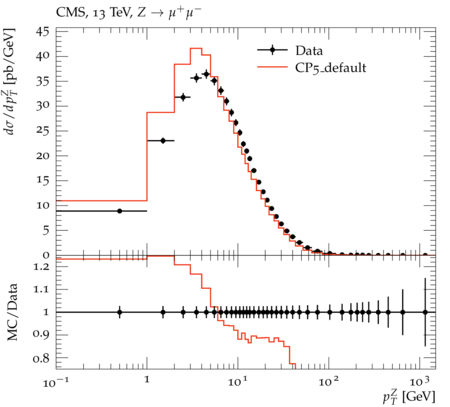 CMS, 13 TeV, Z → μ⁺μ⁻
dσ/dp_T^Z [pb/GeV]
45
40
35
30
25
20
15
10
5
0
Data
CP5_default
MC/Data
1.2
1.1
1
0.9
0.8
10⁻¹ 1 10¹ 10² 10³
p_T^Z [GeV]